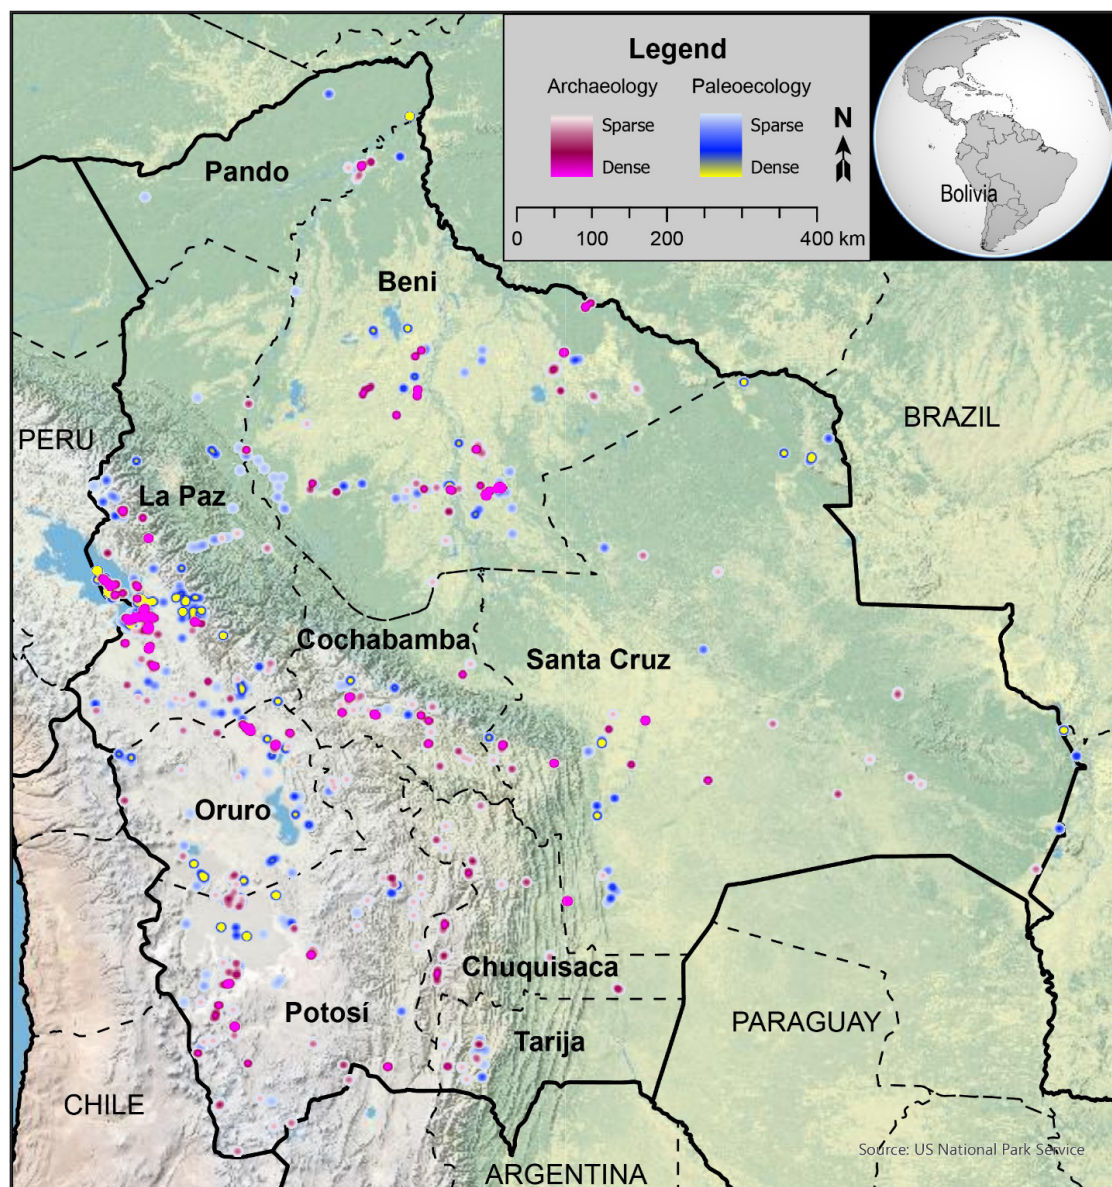 Legend
Archaeology Paleoecology
Sparse Sparse
Dense Dense
N
0 100 200 400 km
Bolivia
Pando
Beni
PERU
BRAZIL
La Paz
Cochabamba
Santa Cruz
Oruro
Chuquisaca
Potosí
PARAGUAY
Tarija
CHILE
Source: US National Park Service
ARGENTINA